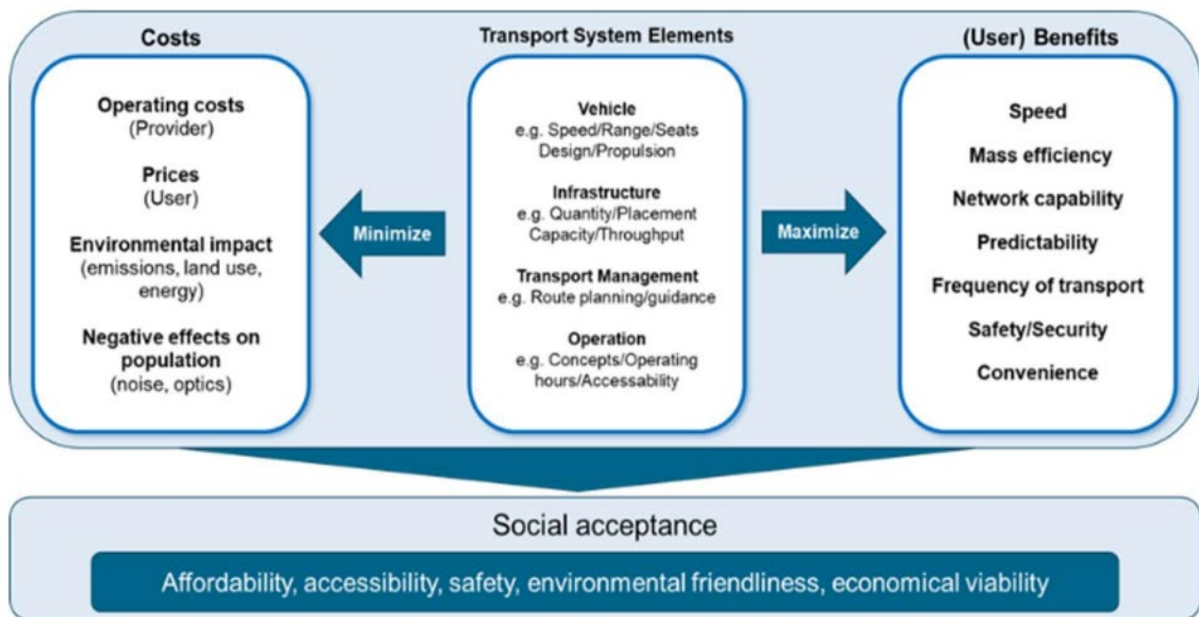 Costs
Operating costs
(Provider)
Prices
(User)
Environmental impact
(emissions, land use,
energy)
Negative effects on
population
(noise, optics)
Minimize
Transport System Elements
Vehicle
e.g. Speed/Range/Seats
Design/Propulsion
Infrastructure
e.g. Quantity/Placement
Capacity/Throughput
Transport Management
e.g. Route planning/guidance
Operation
e.g. Concepts/Operating
hours/Accessability
Maximize
(User) Benefits
Speed
Mass efficiency
Network capability
Predictability
Frequency of transport
Safety/Security
Convenience
Social acceptance
Affordability, accessibility, safety, environmental friendliness, economical viability